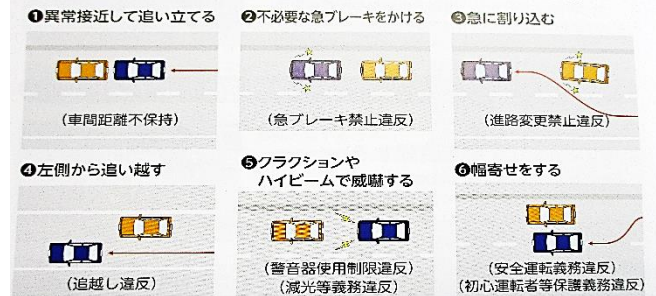 ❶異常接近して追い立てる
❷不必要な急ブレーキをかける
❸急に割り込む
（車間距離不保持）
（急ブレーキ禁止違反）
（進路変更禁止違反）
❹左側から追い越す
❺クラクションや
ハイビームで威嚇する
❻幅寄せをする
（追越し違反）
（警音器使用制限違反）
（減光等義務違反）
（安全運転義務違反）
（初心運転者等保護義務違反）